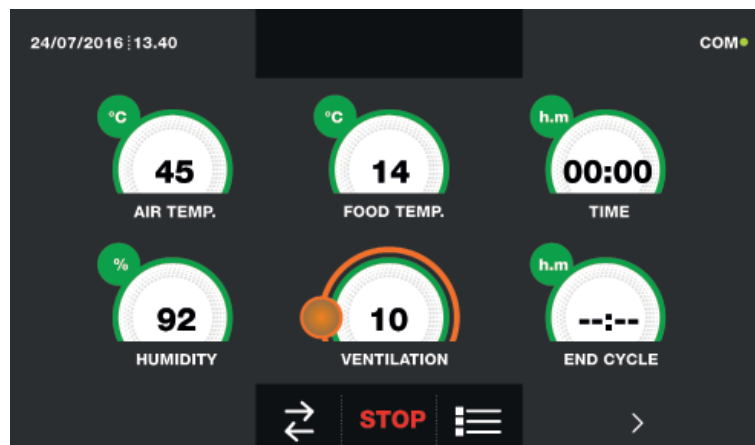 24/07/2016 13.40
COM
°C
°C
h.m
45
14
00:00
AIR TEMP.
FOOD TEMP.
TIME
%
h.m
92
10
--:--
HUMIDITY
VENTILATION
END CYCLE
STOP